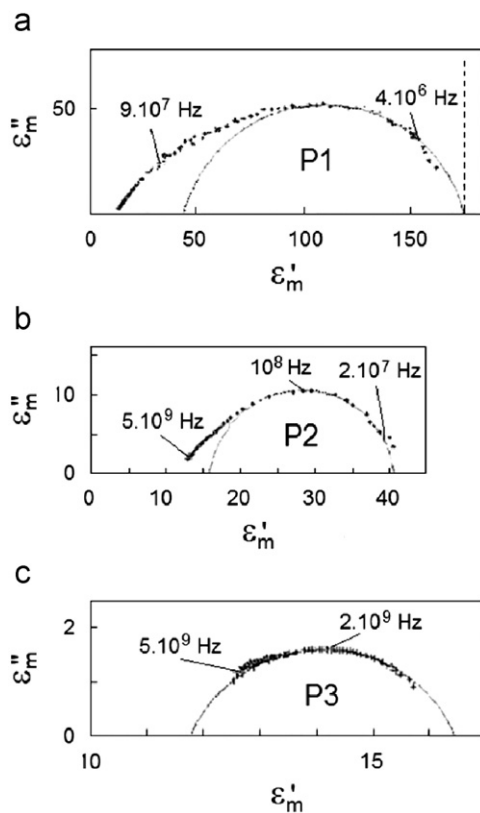 a
ε''m
50
0
9.10⁷ Hz
4.10⁶ Hz
P1
0 50 100 150
ε'm
b
ε''m
10
0
5.10⁹ Hz
10⁸ Hz
2.10⁷ Hz
P2
0 10 20 30 40
ε'm
c
ε''m
2
0
5.10⁹ Hz
2.10⁹ Hz
P3
10 15
ε'm